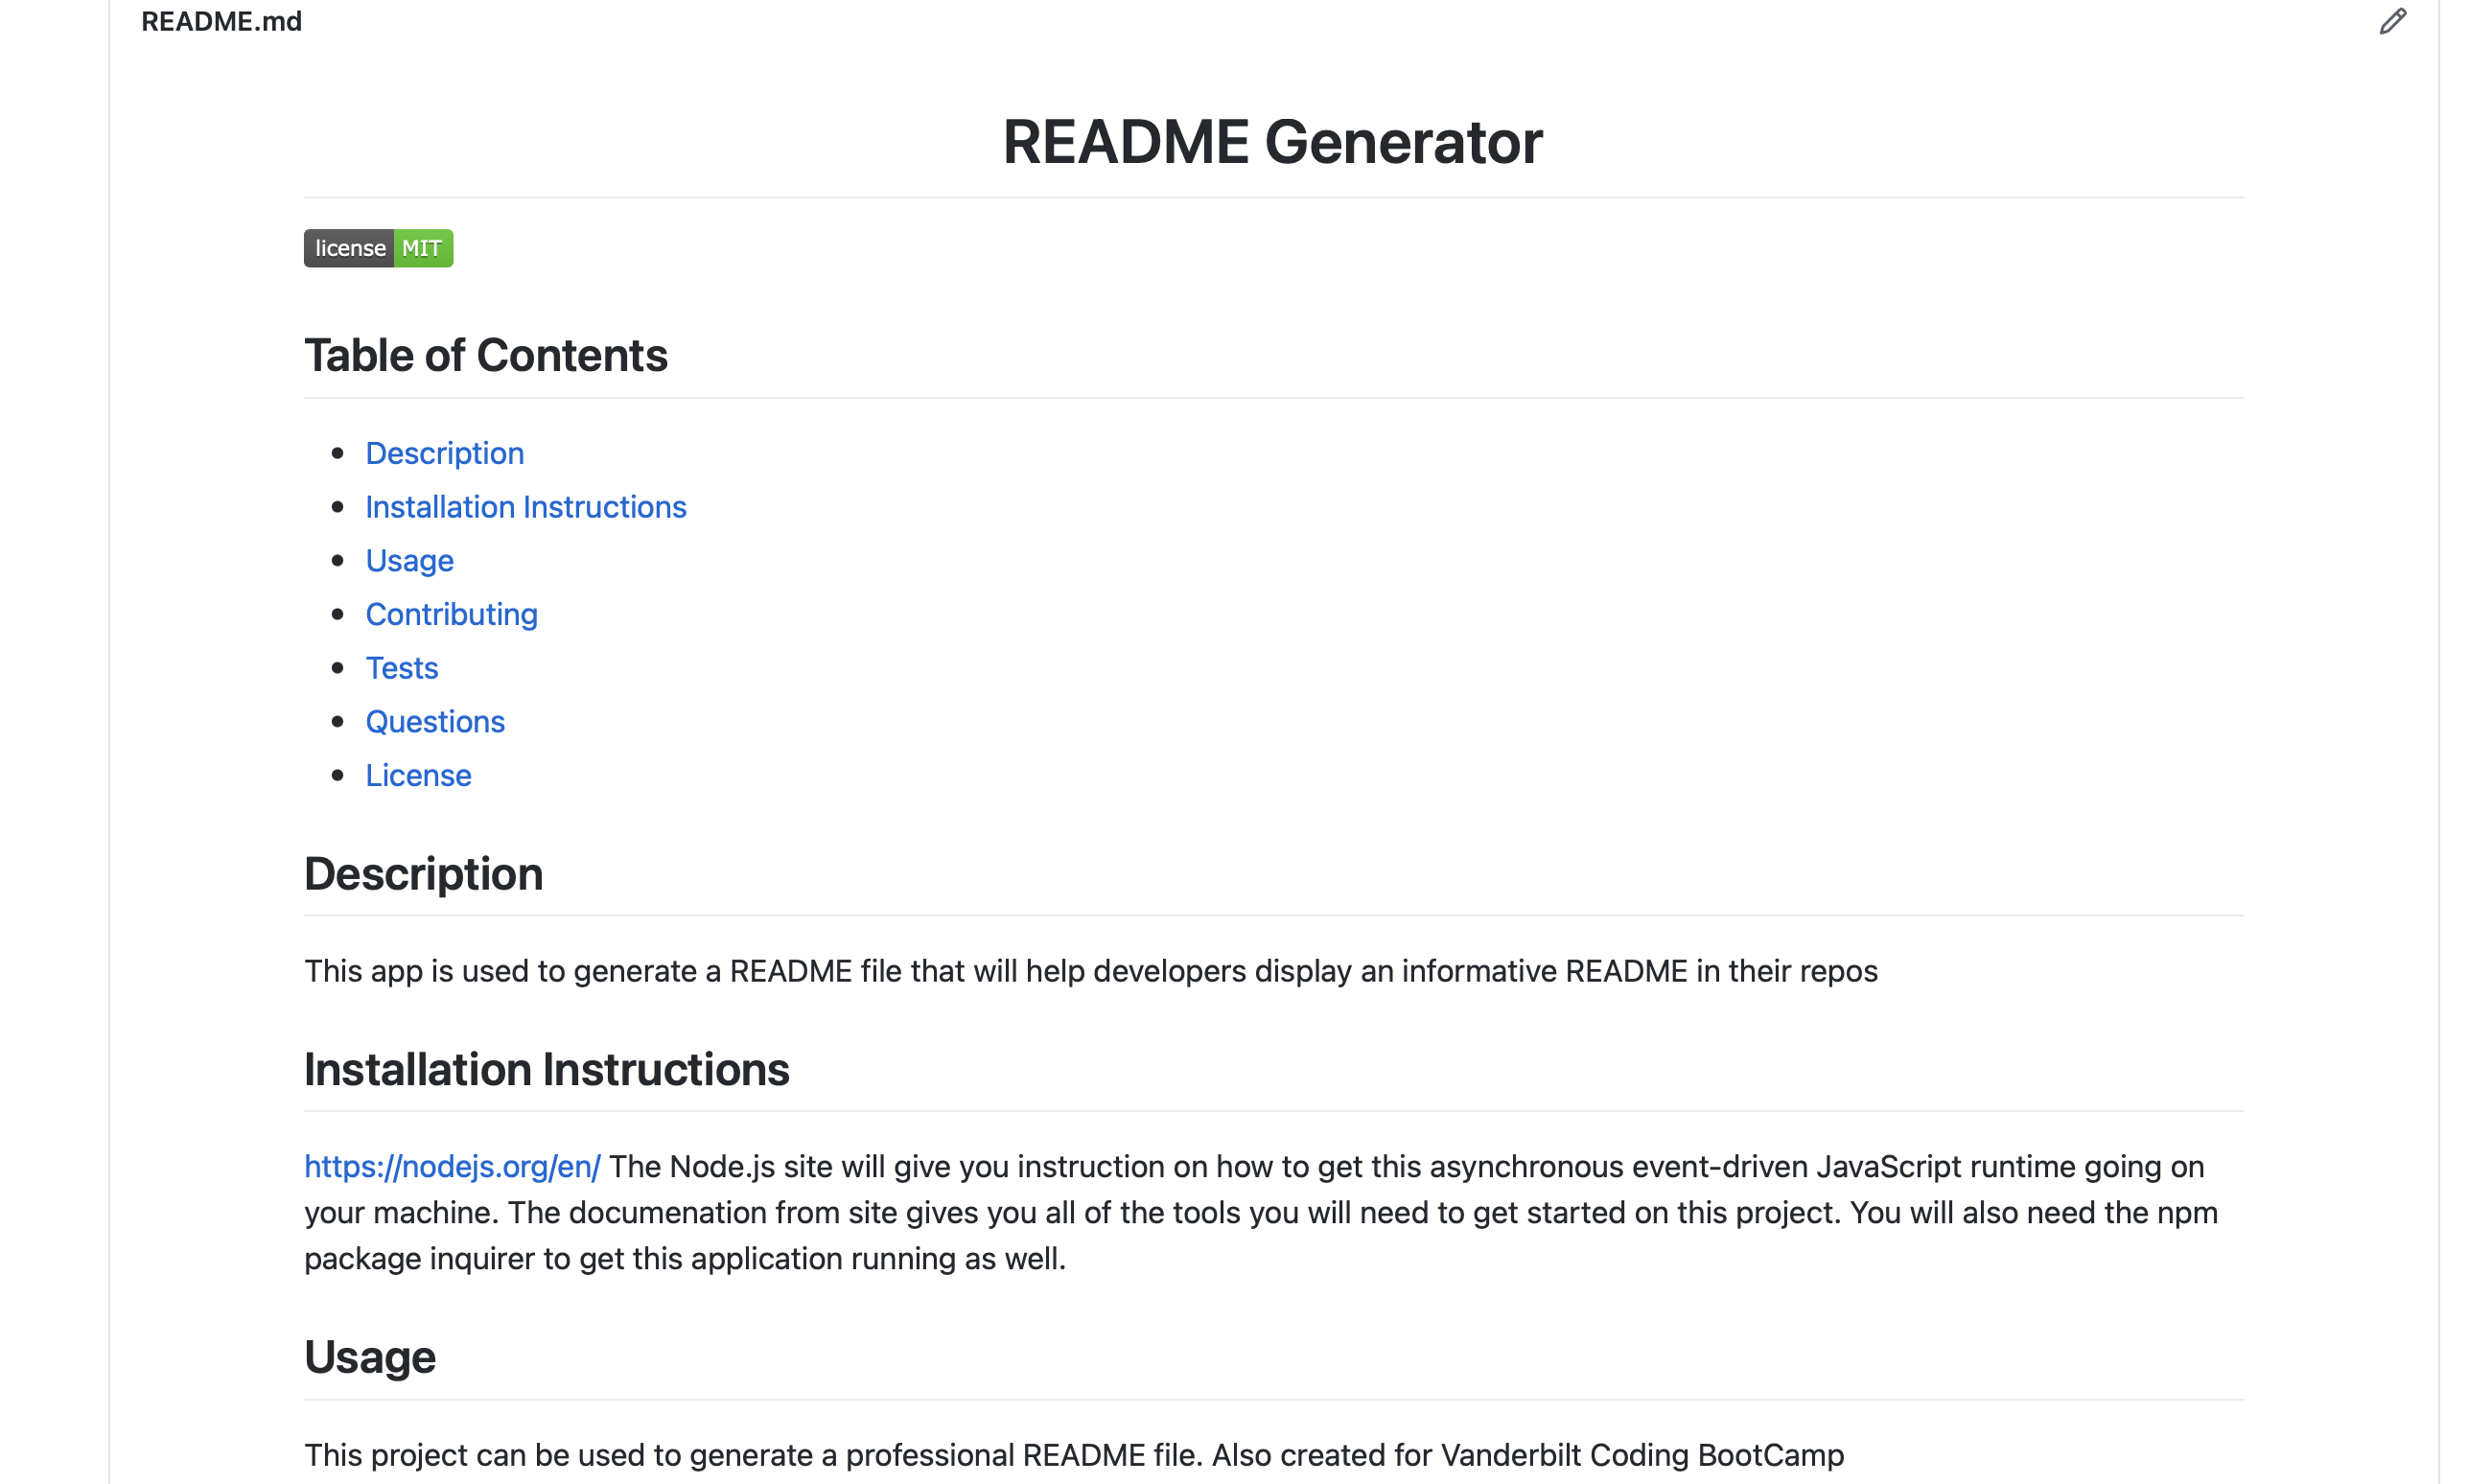 README.md
README Generator
license MIT
Table of Contents
Description
Installation Instructions
Usage
Contributing
Tests
Questions
License
Description
This app is used to generate a README file that will help developers display an informative README in their repos
Installation Instructions
https://nodejs.org/en/ The Node.js site will give you instruction on how to get this asynchronous event-driven JavaScript runtime going on
your machine. The documenation from site gives you all of the tools you will need to get started on this project. You will also need the npm
package inquirer to get this application running as well.
Usage
This project can be used to generate a professional README file. Also created for Vanderbilt Coding BootCamp